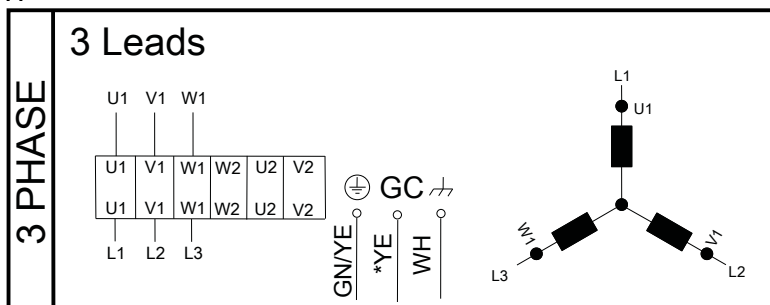 3 PHASE
3 Leads
U1 V1 W1
U1 V1 W1 W2 U2 V2
U1 V1 W1 W2 U2 V2
L1 L2 L3
GC
GN/YE
*YE
WH
L1
U1
W1
V1
L3
L2